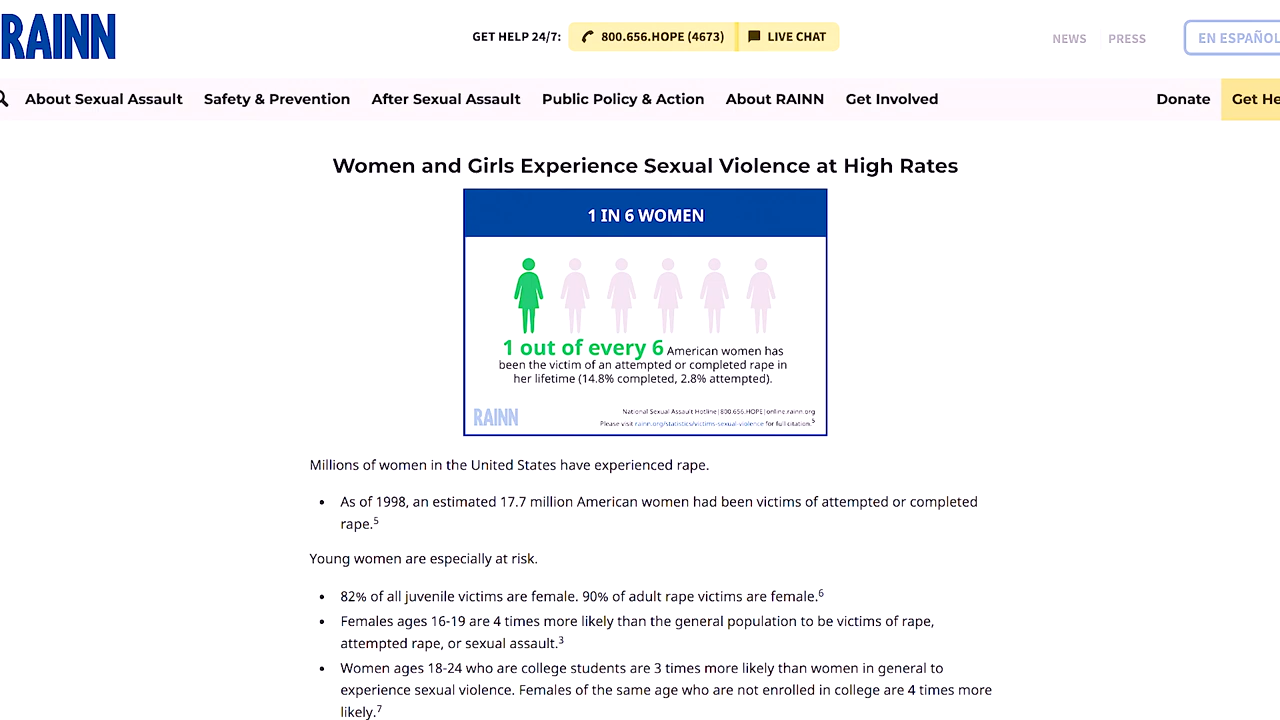 RAINN
GET HELP 24/7:
800.656.HOPE (4673)
LIVE CHAT
NEWS
PRESS
EN ESPAÑOL
About Sexual Assault
Safety & Prevention
After Sexual Assault
Public Policy & Action
About RAINN
Get Involved
Donate
Get He
Women and Girls Experience Sexual Violence at High Rates
1 IN 6 WOMEN
1 out of every 6 American women has
been the victim of an attempted or completed rape in
her lifetime (14.8% completed, 2.8% attempted).
RAINN
National Sexual Assault Hotline | 800.656.HOPE | online.rainn.org
Please visit rainn.org/statistics/victims-sexual-violence for full citation.5
Millions of women in the United States have experienced rape.
• As of 1998, an estimated 17.7 million American women had been victims of attempted or completed
rape.5
Young women are especially at risk.
• 82% of all juvenile victims are female. 90% of adult rape victims are female.6
• Females ages 16-19 are 4 times more likely than the general population to be victims of rape,
attempted rape, or sexual assault.3
• Women ages 18-24 who are college students are 3 times more likely than women in general to
experience sexual violence. Females of the same age who are not enrolled in college are 4 times more
likely.7